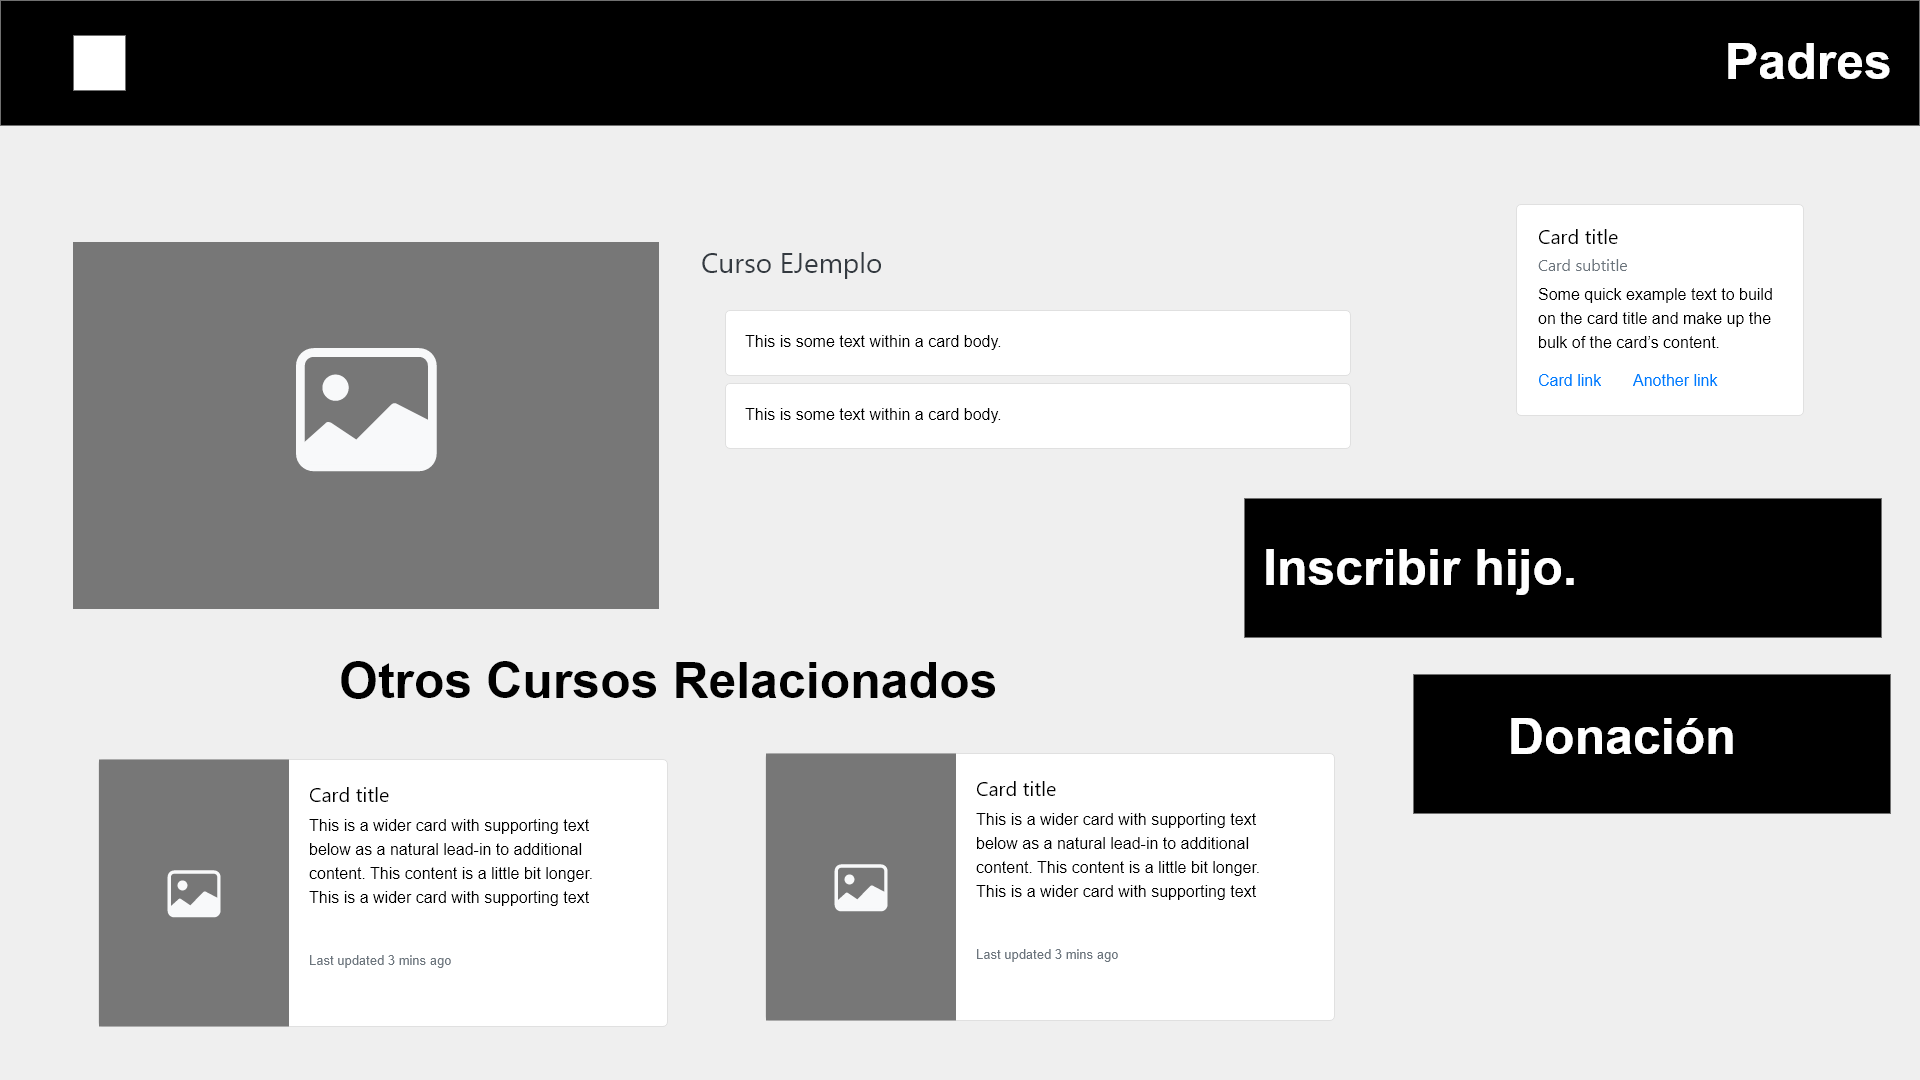 Padres
Curso EJemplo
This is some text within a card body.
This is some text within a card body.
Card title
Card subtitle
Some quick example text to build
on the card title and make up the
bulk of the card’s content.
Card link Another link
Inscribir hijo.
Otros Cursos Relacionados
Donación
Card title
This is a wider card with supporting text
below as a natural lead-in to additional
content. This content is a little bit longer.
This is a wider card with supporting text
Last updated 3 mins ago
Card title
This is a wider card with supporting text
below as a natural lead-in to additional
content. This content is a little bit longer.
This is a wider card with supporting text
Last updated 3 mins ago